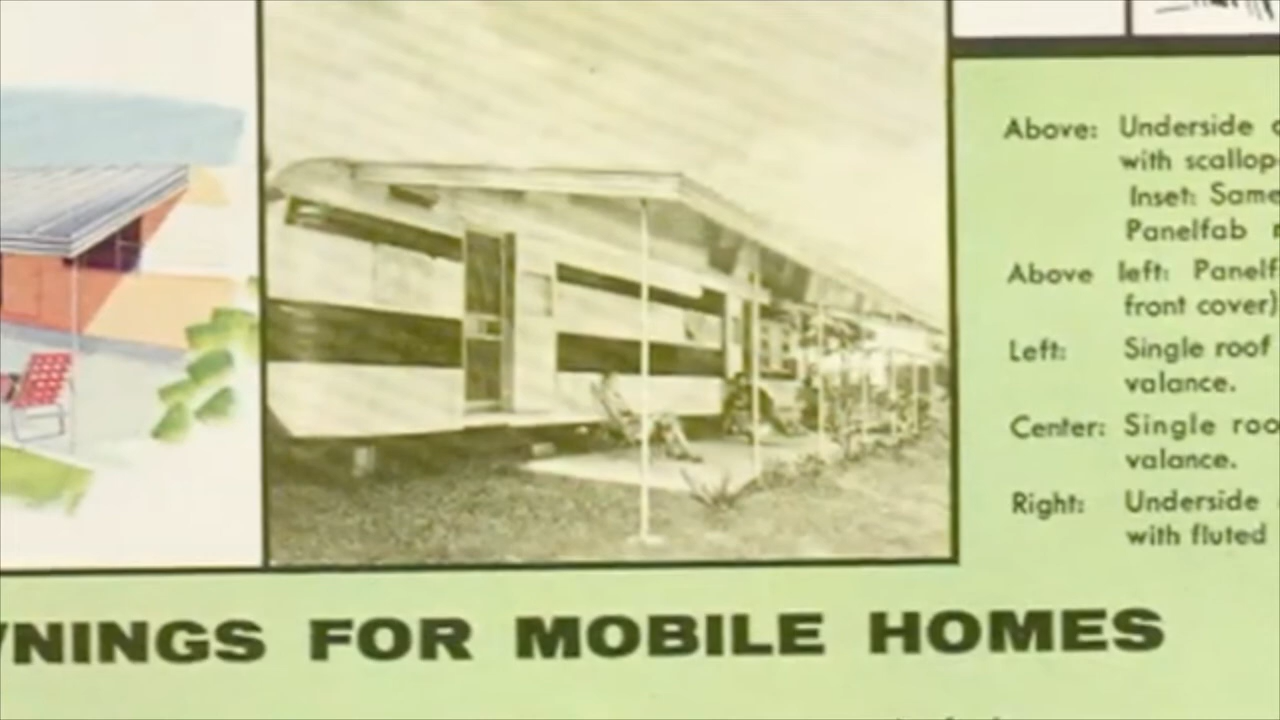 Above: Underside
with scallop
Inset: Same
Panelfab
Above left: Panelf
front cover)
Left: Single roof
valance.
Center: Single roo
valance.
Right: Underside
with fluted
WNINGS FOR MOBILE HOMES